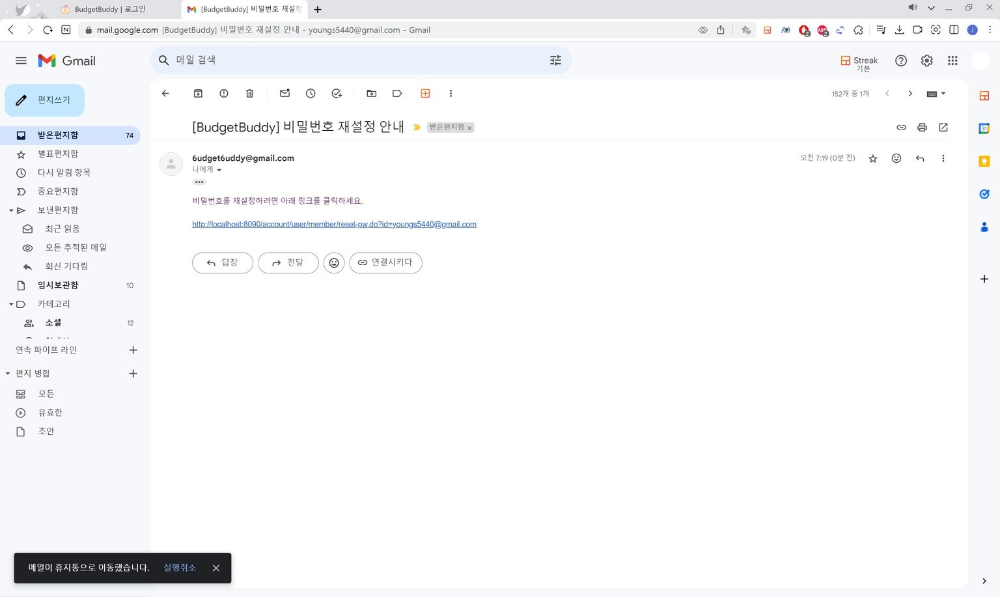 BudgetBuddy | 로그인
[BudgetBuddy] 비밀번호 재설정
mail.google.com [BudgetBuddy] 비밀번호 재설정 안내 - youngs5440@gmail.com - Gmail
Gmail
메일 검색
Streak
기본
편지쓰기
152개 중 1개
[BudgetBuddy] 비밀번호 재설정 안내
받은편지함 ×
받은편지함 74
별표편지함
다시 알림 항목
중요편지함
보낸편지함
최근 읽음
모든 추적된 메일
회신 기다림
임시보관함 10
카테고리
소셜 12
연속 파이프 라인
편지 병합
모든
유효한
초안
6udget6uddy@gmail.com
오전 7:19 (0분 전)
나에게
비밀번호를 재설정하려면 아래 링크를 클릭하세요.
http://localhost:8090/account/user/member/reset-pw.do?id=youngs5440@gmail.com
답장
전달
연결시키다
메일이 휴지통으로 이동했습니다. 실행취소